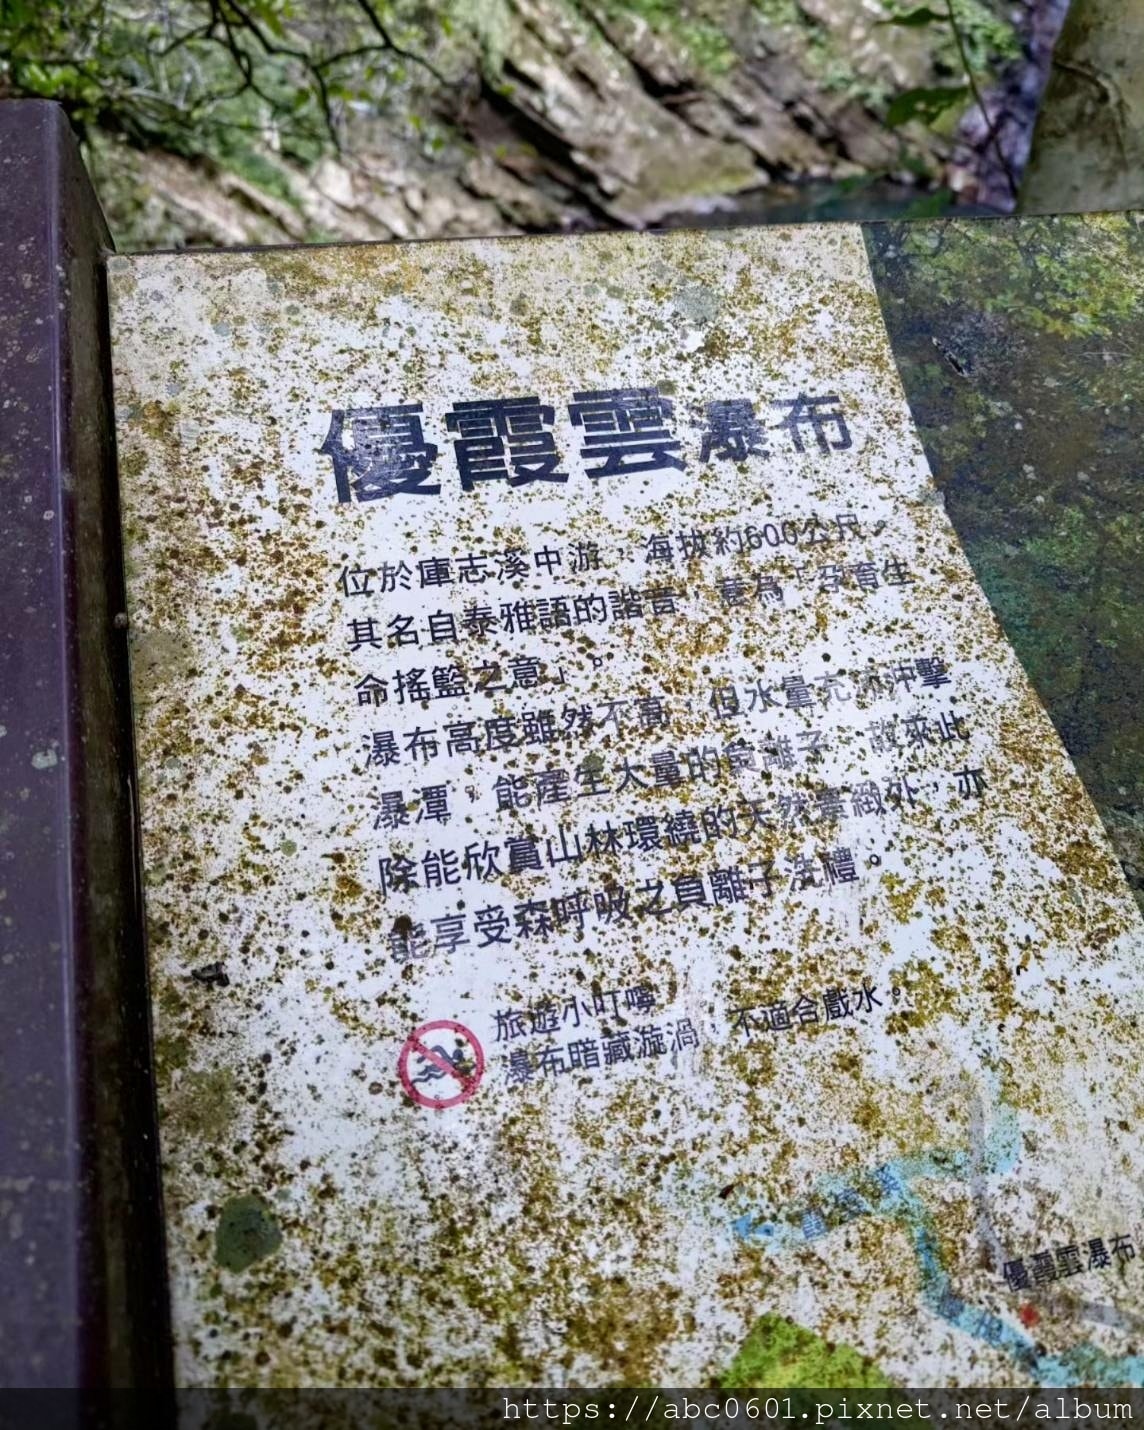 優霞雲瀑布
位於庫志溪中游，海拔約600公尺。
其名自泰雅語的諧音，意為「孕育生
命搖籃之意」。
瀑布高度雖然不高，但水量充沛沖擊
瀑潭，能產生大量的負離子，故來此
除能欣賞山林環繞的天然景緻外，亦
能享受森呼吸之負離子洗禮。
旅遊小叮嚀
瀑布暗藏漩渦，不適合戲水。
優霞雲瀑布
https://abc0601.pixnet.net/album